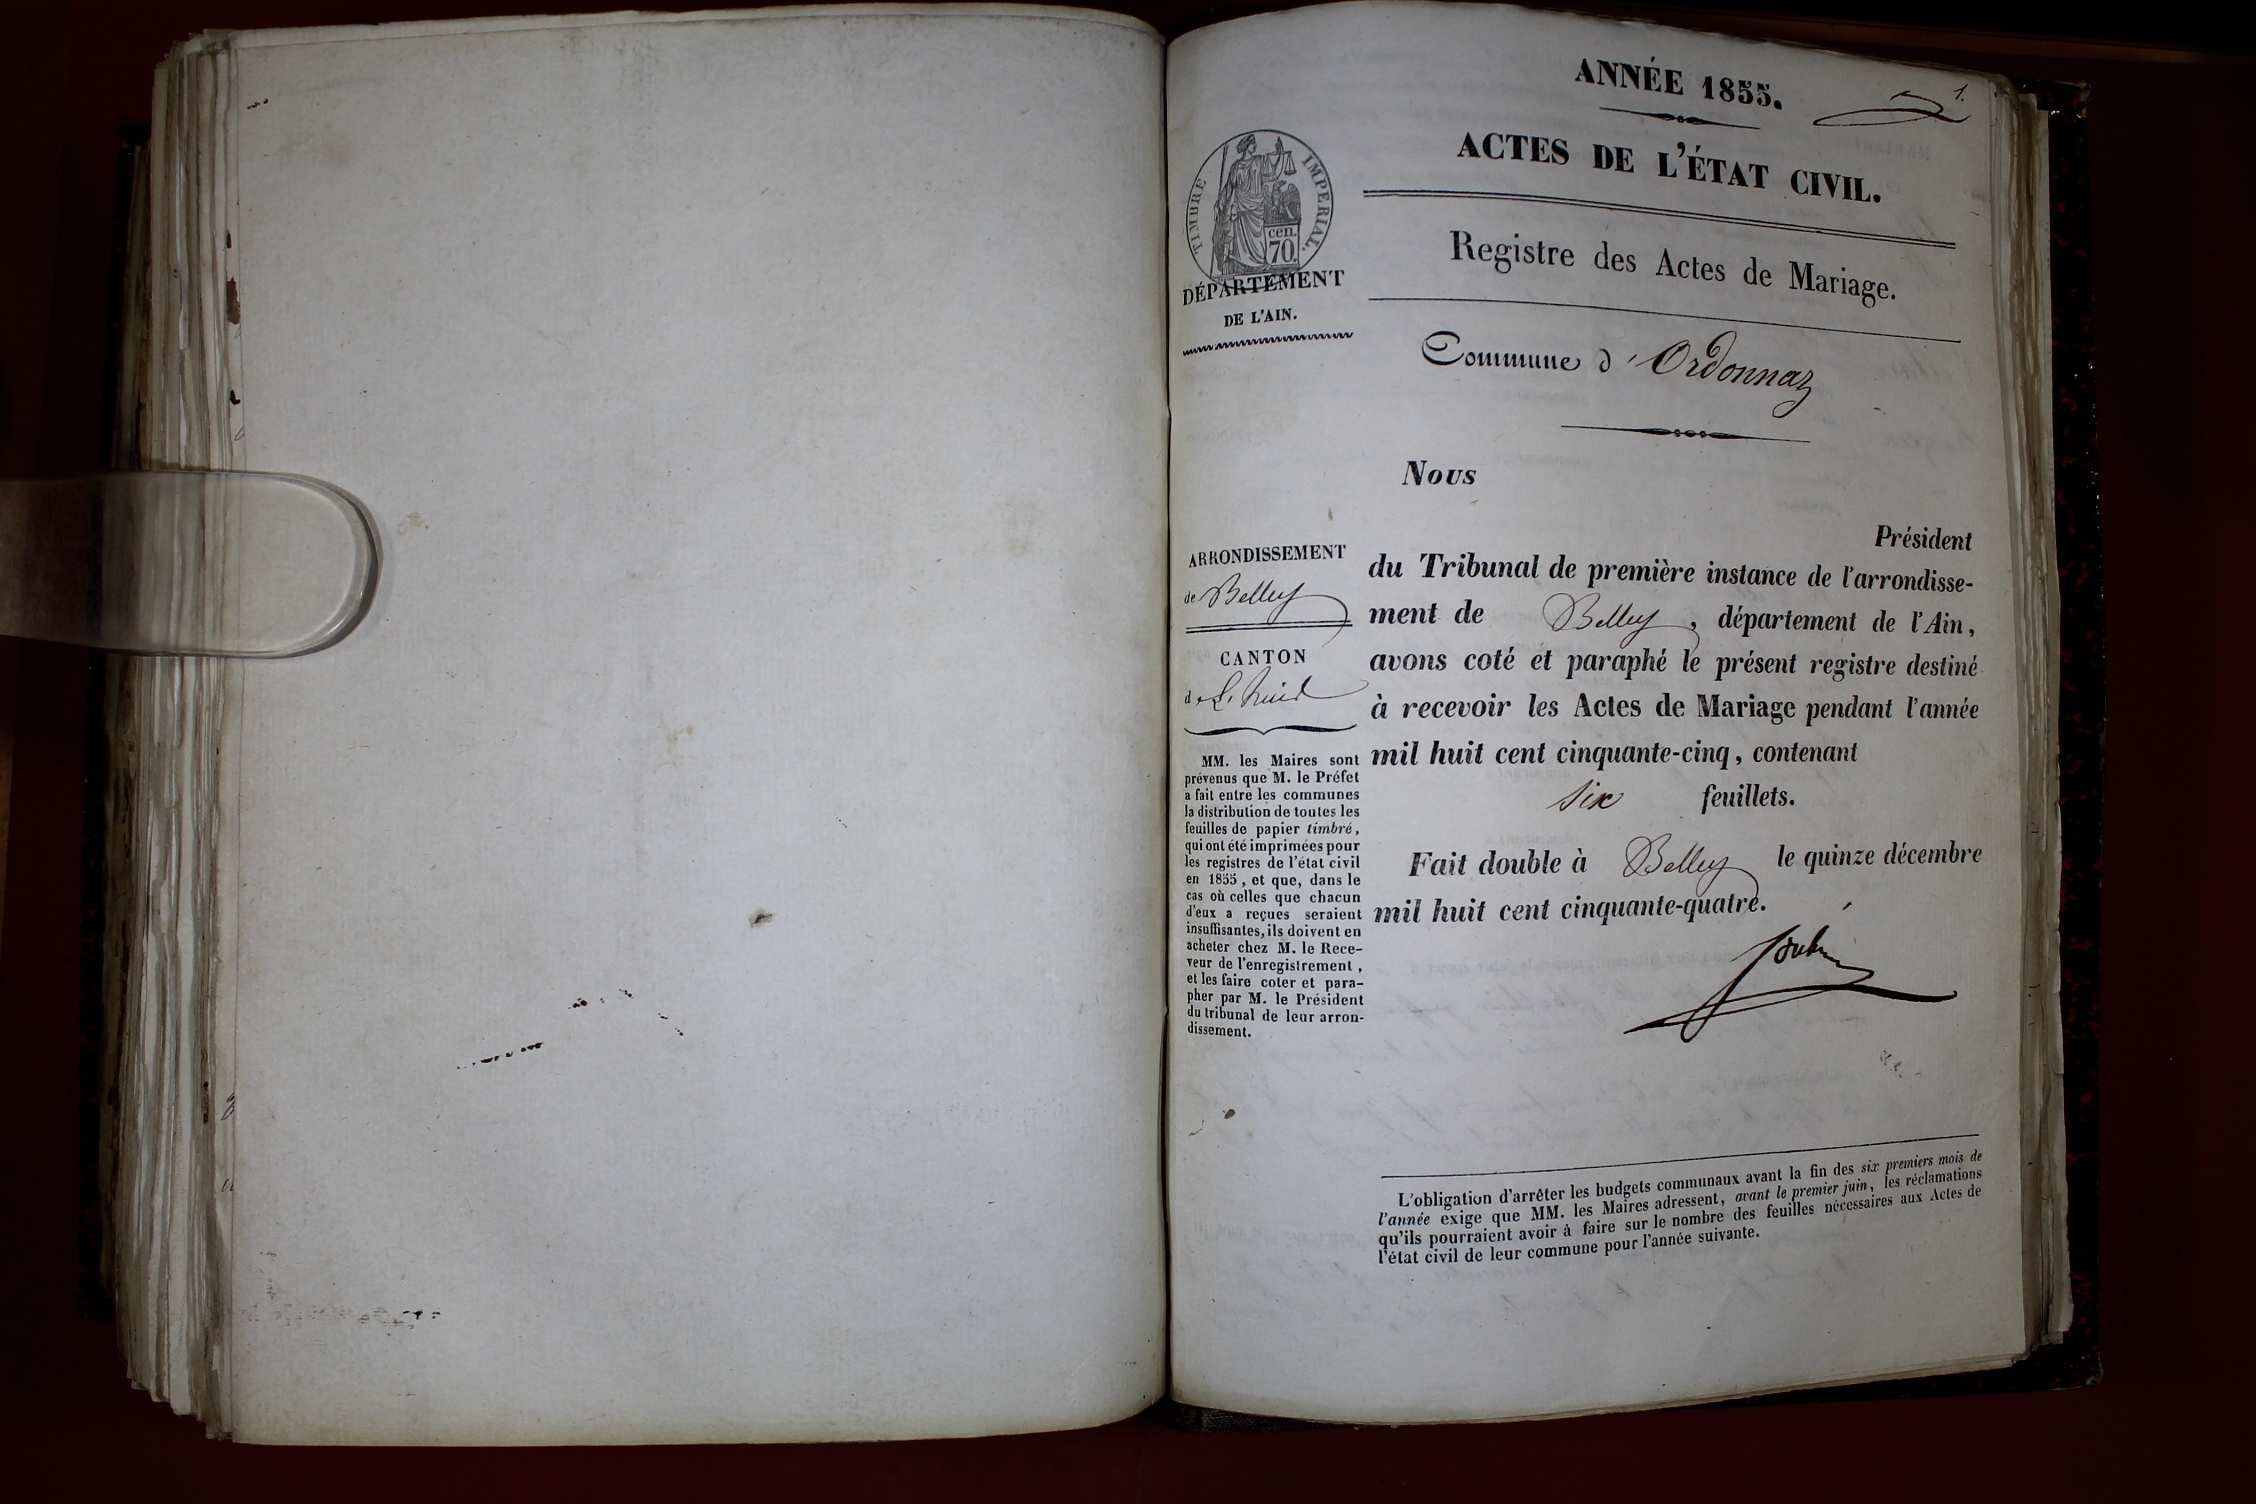 ANNÉE 1855.
1.
ACTES DE L'ÉTAT CIVIL.
TIMBRE IMPERIAL.
cen.
70.
DÉPARTEMENT
DE L'AIN.
Registre des Actes de Mariage.
Commune d'Ordonnaz
Nous
Président
du Tribunal de première instance de l'arrondisse-
ment de Belley, département de l'Ain,
avons coté et paraphé le présent registre destiné
à recevoir les Actes de Mariage pendant l'année
mil huit cent cinquante-cinq, contenant
six feuillets.
Fait double à Belley le quinze décembre
mil huit cent cinquante-quatre.
ARRONDISSEMENT
de Belley
CANTON
MM. les Maires sont
prévenus que M. le Préfet
a fait entre les communes
la distribution de toutes les
feuilles de papier timbré,
qui ont été imprimées pour
les registres de l'état civil
en 1855, et que, dans le
cas où celles que chacun
d'eux a reçues seraient
insuffisantes, ils doivent en
acheter chez M. le Rece-
veur de l'enregistrement,
et les faire coter et para-
pher par M. le Président
du tribunal de leur arron-
dissement.
L'obligation d'arrêter les budgets communaux avant la fin des six premiers mois de
l'année exige que MM. les Maires adressent, avant le premier juin, les réclamations
qu'ils pourraient avoir à faire sur le nombre des feuilles nécessaires aux Actes de
l'état civil de leur commune pour l'année suivante.